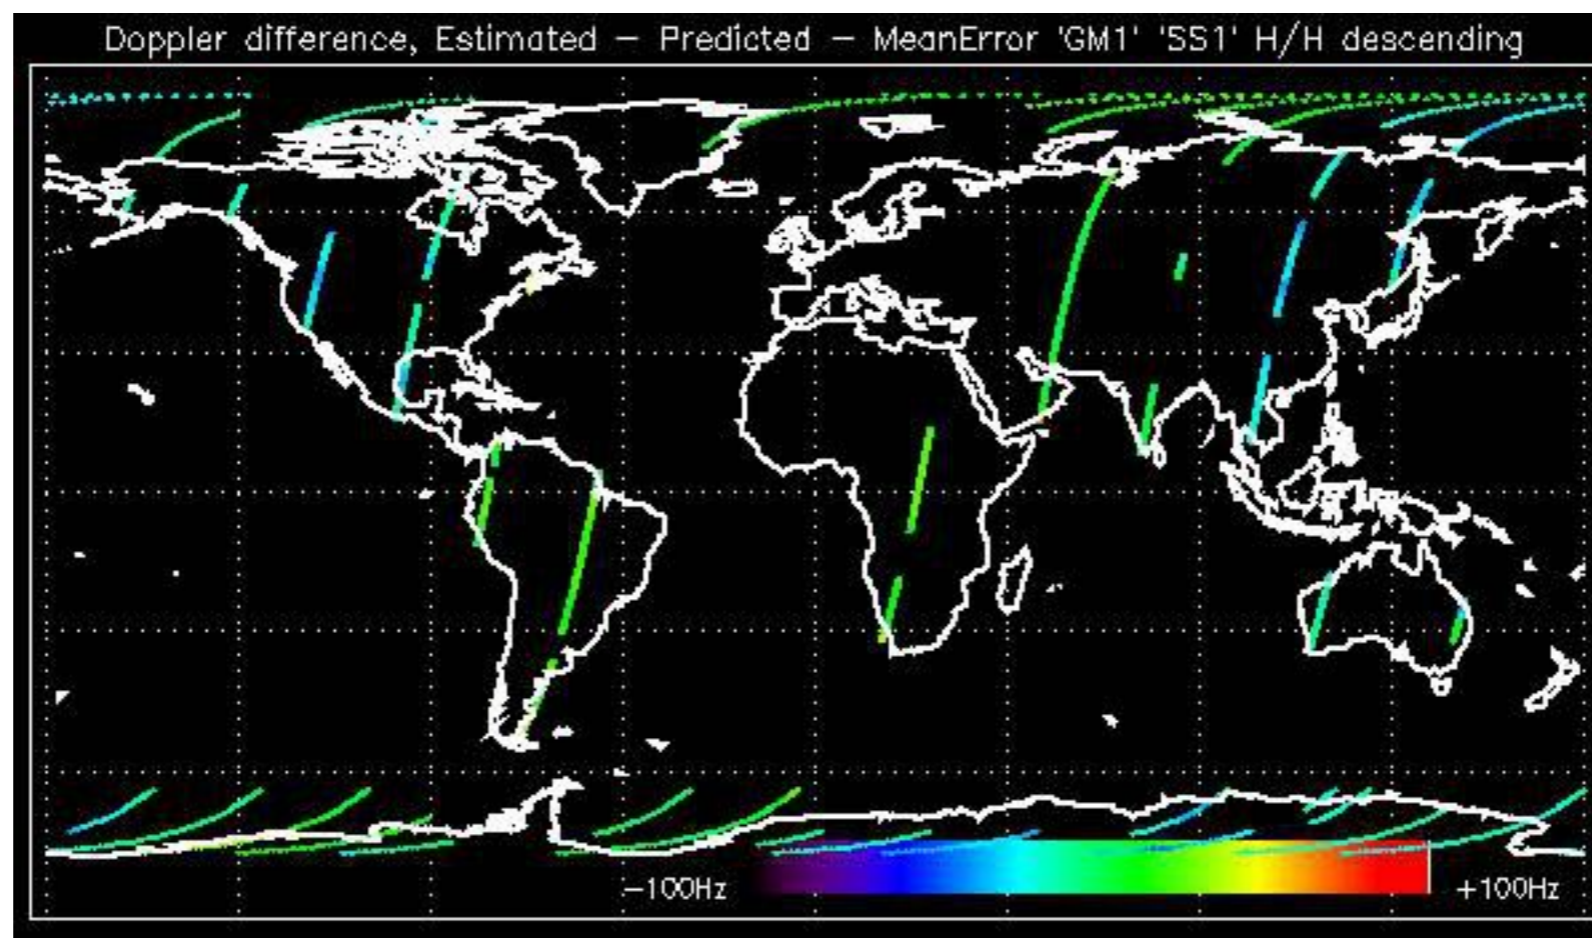 Doppler difference, Estimated – Predicted – MeanError 'GM1' 'SS1' H/H descending
–100Hz
+100Hz